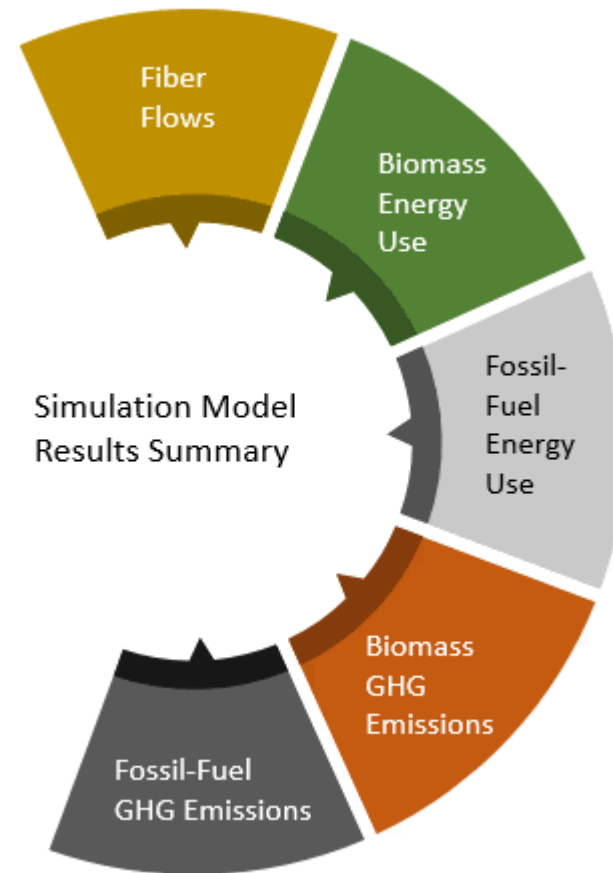 Fiber
Flows
Biomass
Energy
Use
Fossil-
Fuel
Energy
Use
Simulation Model
Results Summary
Biomass
GHG
Emissions
Fossil-Fuel
GHG Emissions